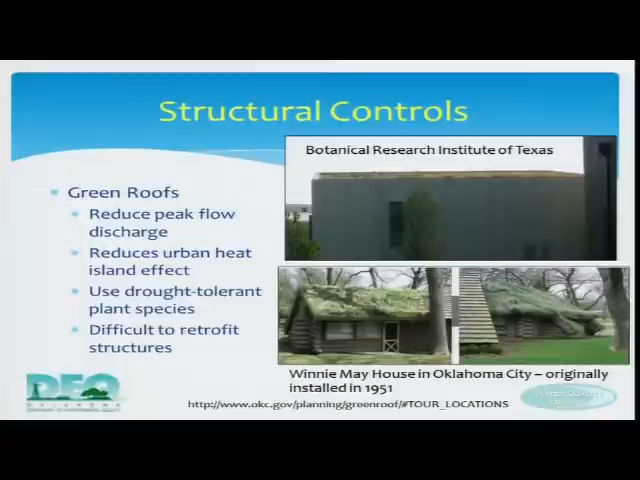 Structural Controls
Botanical Research Institute of Texas
Green Roofs
Reduce peak flow
discharge
Reduces urban heat
island effect
Use drought-tolerant
plant species
Difficult to retrofit
structures
Winnie May House in Oklahoma City – originally
installed in 1951
DEQ
OKLAHOMA
http://www.okc.gov/planning/greenroof/#TOUR_LOCATIONS